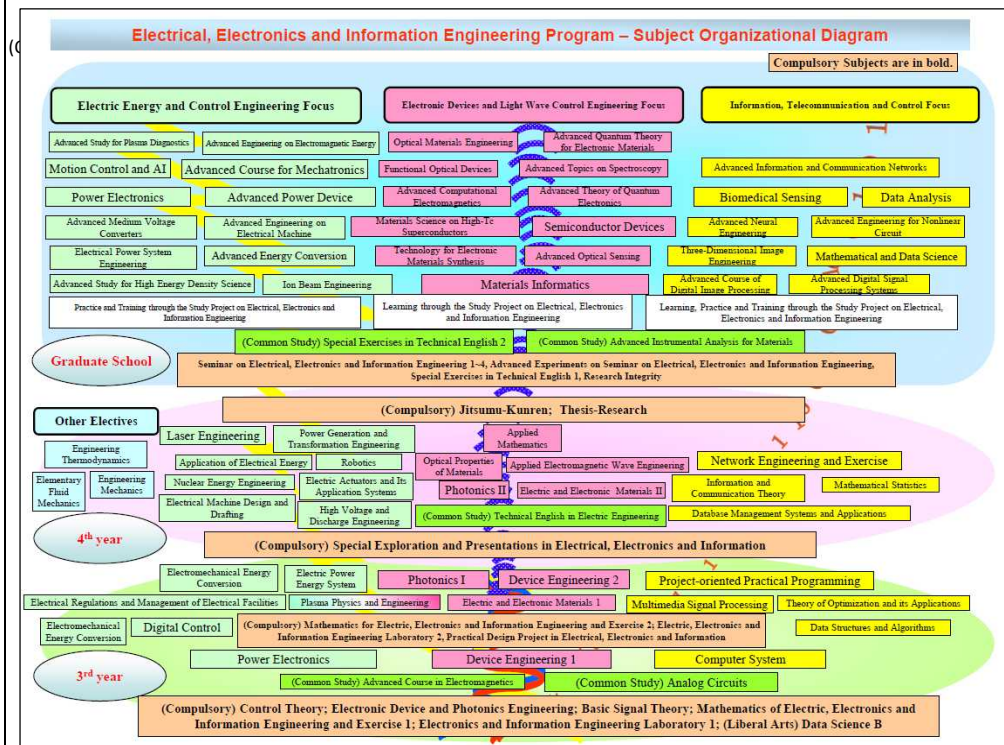 (C
Electrical, Electronics and Information Engineering Program – Subject Organizational Diagram
Compulsory Subjects are in bold.
Electric Energy and Control Engineering Focus
Electronic Devices and Light Wave Control Engineering Focus
Information, Telecommunication and Control Focus
Advanced Study for Plasma Diagnostics
Advanced Engineering on Electromagnetic Energy
Optical Materials Engineering
Advanced Quantum Theory
for Electronic Materials
Motion Control and AI
Advanced Course for Mechatronics
Functional Optical Devices
Advanced Topics on Spectroscopy
Advanced Information and Communication Networks
Power Electronics
Advanced Power Device
Advanced Computational
Electromagnetics
Advanced Theory of Quantum
Electronics
Biomedical Sensing
Data Analysis
Advanced Medium Voltage
Converters
Advanced Engineering on
Electrical Machine
Materials Science on High-Tc
Superconductors
Semiconductor Devices
Advanced Neural
Engineering
Advanced Engineering for Nonlinear
Circuit
Electrical Power System
Engineering
Advanced Energy Conversion
Technology for Electronic
Materials Synthesis
Advanced Optical Sensing
Three-Dimensional Image
Engineering
Mathematical and Data Science
Advanced Study for High Energy Density Science
Ion Beam Engineering
Materials Informatics
Advanced Course of
Digital Image Processing
Advanced Digital Signal
Processing Systems
Practice and Training through the Study Project on Electrical, Electronics and
Information Engineering
Learning through the Study Project on Electrical, Electronics
and Information Engineering
Learning, Practice and Training through the Study Project on Electrical,
Electronics and Information Engineering
(Common Study) Special Exercises in Technical English 2
(Common Study) Advanced Instrumental Analysis for Materials
Graduate School
Seminar on Electrical, Electronics and Information Engineering 1~4, Advanced Experiments on Seminar on Electrical, Electronics and Information Engineering,
Special Exercises in Technical English 1, Research Integrity
(Compulsory) Jitsumu-Kunren; Thesis-Research
Other Electives
Laser Engineering
Power Generation and
Transformation Engineering
Applied
Mathematics
Engineering
Thermodynamics
Application of Electrical Energy
Robotics
Optical Properties
of Materials
Applied Electromagnetic Wave Engineering
Network Engineering and Exercise
Elementary
Fluid
Mechanics
Engineering
Mechanics
Nuclear Energy Engineering
Electric Actuators and Its
Application Systems
Photonics II
Electric and Electronic Materials II
Information and
Communication Theory
Mathematical Statistics
Electrical Machine Design and
Drafting
High Voltage and
Discharge Engineering
(Common Study) Technical English in Electric Engineering
Database Management Systems and Applications
4th year
(Compulsory) Special Exploration and Presentations in Electrical, Electronics and Information
Electromechanical Energy
Conversion
Electric Power
Energy System
Photonics I
Device Engineering 2
Project-oriented Practical Programming
Electrical Regulations and Management of Electrical Facilities
Plasma Physics and Engineering
Electric and Electronic Materials 1
Multimedia Signal Processing
Theory of Optimization and its Applications
Electromechanical
Energy Conversion
Digital Control
(Compulsory) Mathematics for Electric, Electronics and Information Engineering and Exercise 2; Electric, Electronics and
Information Engineering Laboratory 2, Practical Design Project in Electrical, Electronics and Information
Data Structures and Algorithms
3rd year
Power Electronics
Device Engineering 1
Computer System
(Common Study) Advanced Course in Electromagnetics
(Common Study) Analog Circuits
(Compulsory) Control Theory; Electronic Device and Photonics Engineering; Basic Signal Theory; Mathematics of Electric, Electronics and
Information Engineering and Exercise 1; Electronics and Information Engineering Laboratory 1; (Liberal Arts) Data Science B